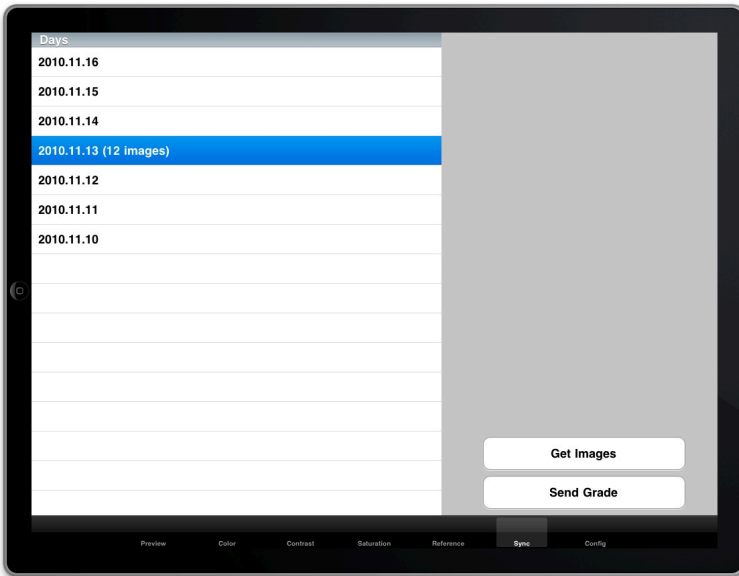 Days
2010.11.16
2010.11.15
2010.11.14
2010.11.13 (12 images)
2010.11.12
2010.11.11
2010.11.10
Get Images
Send Grade
Preview Color Contrast Saturation Reference Sync Config